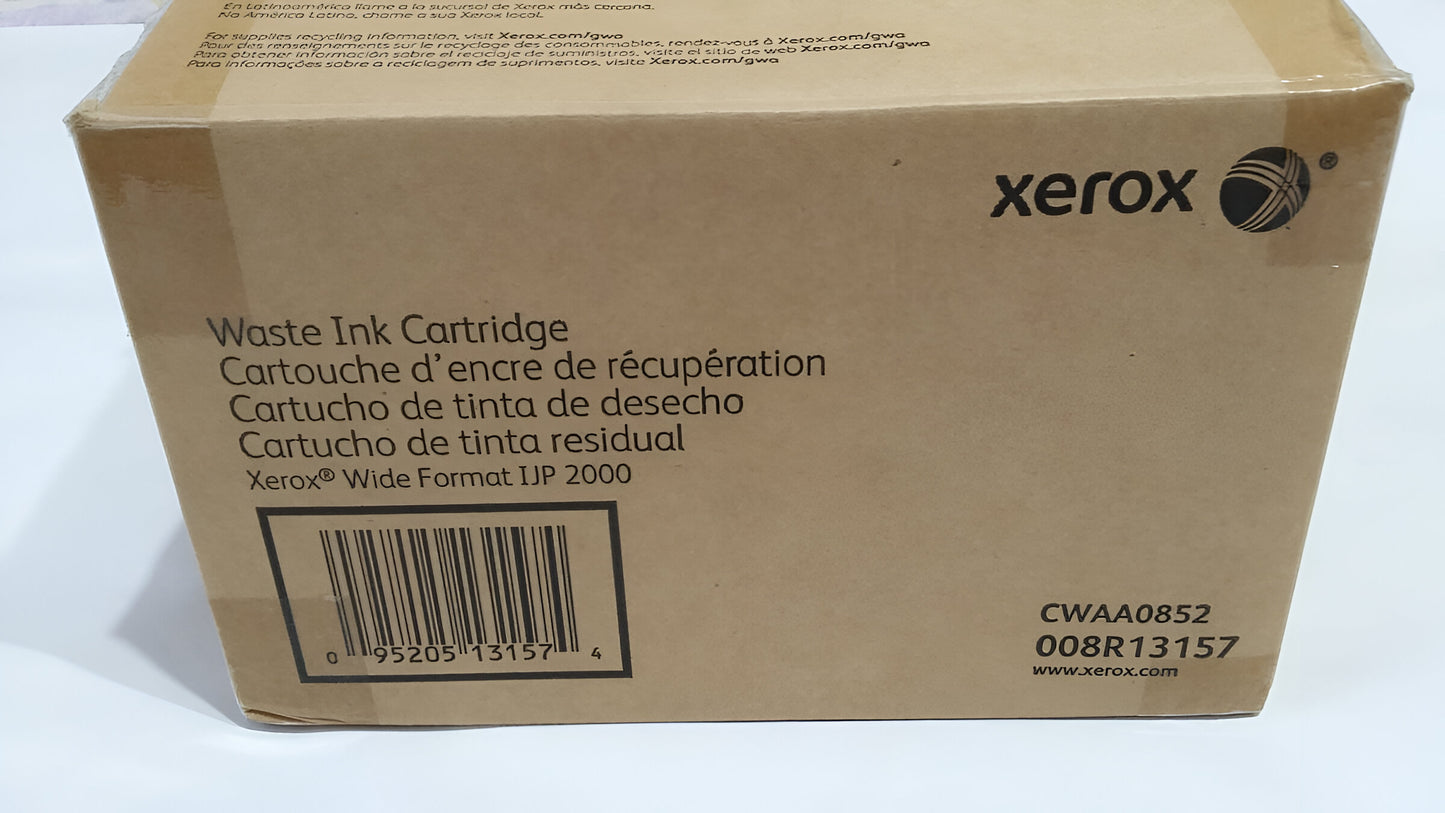 En Latinoamérica llame a la sucursal de Xerox más cercana.
Na América Latina, chame a sua Xerox local.
For supplies recycling information, visit Xerox.com/gwa
Pour des renseignements sur le recyclage des consommables, rendez-vous à Xerox.com/gwa
Para obtener información sobre el reciclaje de suministros, visite el sitio de web Xerox.com/gwa
Para informações sobre a reciclagem de suprimentos, visite Xerox.com/gwa
xerox ®
Waste Ink Cartridge
Cartouche d'encre de récupération
Cartucho de tinta de desecho
Cartucho de tinta residual
Xerox® Wide Format IJP 2000
0 95205 13157 4
CWAA0852
008R13157
www.xerox.com